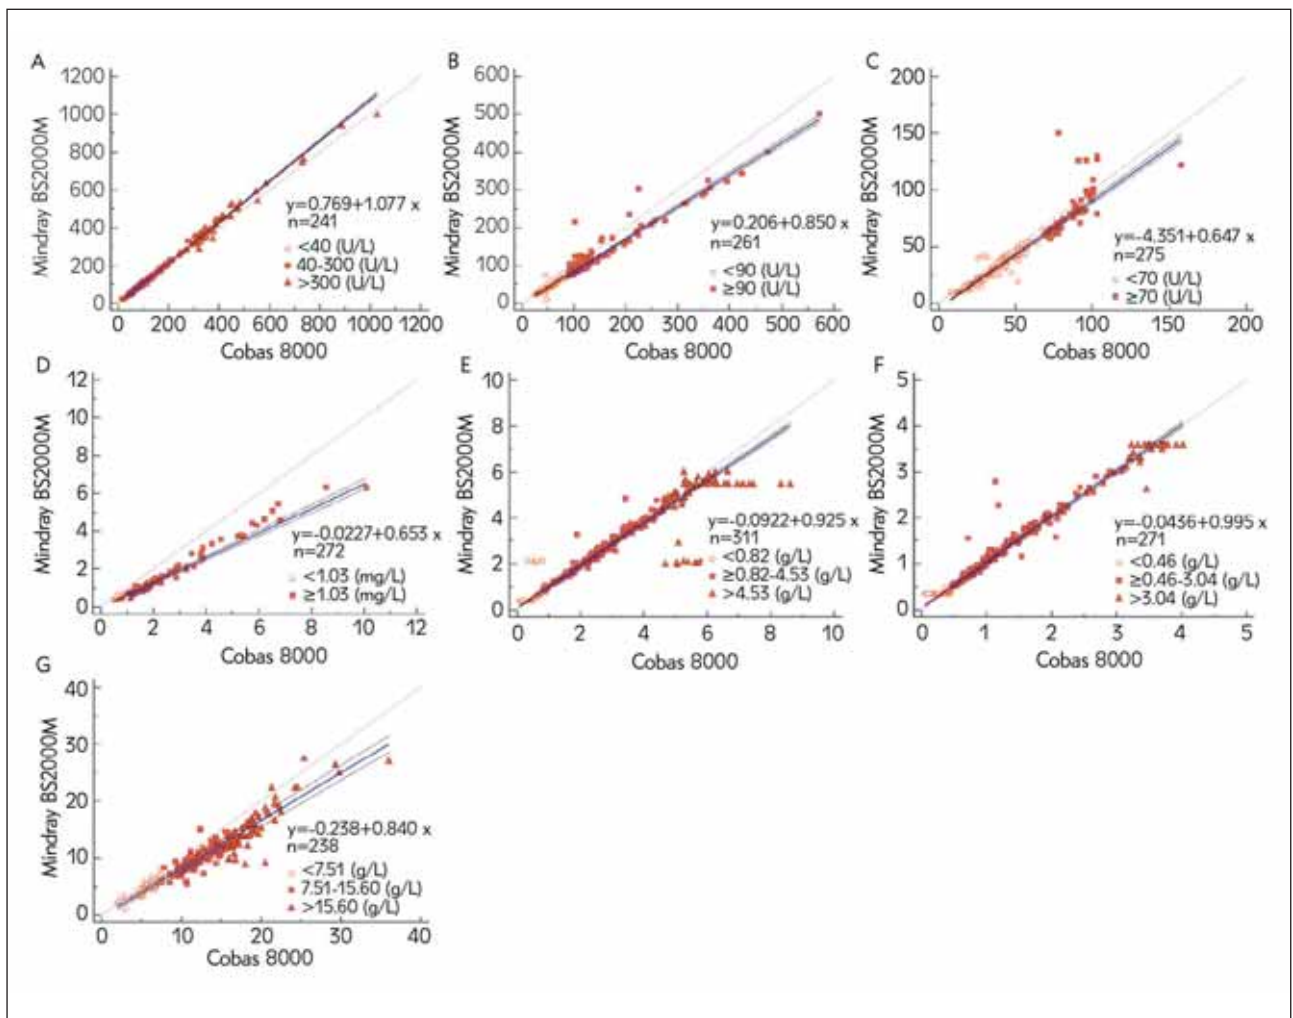 A
Mindray BS2000M
1200
1000
800
600
400
200
0
y=0.769+1.077 x
n=241
<40 (U/L)
40-300 (U/L)
>300 (U/L)
0 200 400 600 800 1000 1200
Cobas 8000
B
Mindray BS2000M
600
500
400
300
200
100
0
y=0.206+0.850 x
n=261
<90 (U/L)
≥90 (U/L)
0 100 200 300 400 500 600
Cobas 8000
C
Mindray BS2000M
200
150
100
50
0
y=-4.351+0.647 x
n=275
<70 (U/L)
≥70 (U/L)
0 50 100 150 200
Cobas 8000
D
Mindray BS2000M
12
10
8
6
4
2
0
y=-0.0227+0.653 x
n=272
<1.03 (mg/L)
≥1.03 (mg/L)
0 2 4 6 8 10 12
Cobas 8000
E
Mindray BS2000M
10
8
6
4
2
0
y=-0.0922+0.925 x
n=311
<0.82 (g/L)
≥0.82-4.53 (g/L)
>4.53 (g/L)
0 2 4 6 8 10
Cobas 8000
F
Mindray BS2000M
5
4
3
2
1
0
y=-0.0436+0.995 x
n=271
<0.46 (g/L)
≥0.46-3.04 (g/L)
>3.04 (g/L)
0 1 2 3 4 5
Cobas 8000
G
Mindray BS2000M
40
30
20
10
0
y=-0.238+0.840 x
n=238
<7.51 (g/L)
7.51-15.60 (g/L)
>15.60 (g/L)
0 10 20 30 40
Cobas 8000